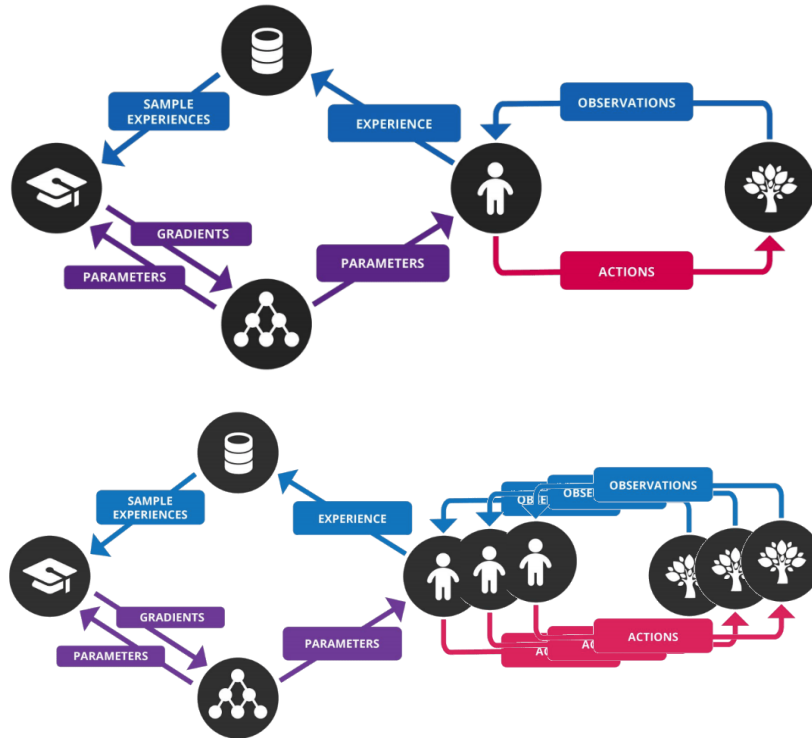 SAMPLE
EXPERIENCES
EXPERIENCE
OBSERVATIONS
GRADIENTS
PARAMETERS
PARAMETERS
ACTIONS
SAMPLE
EXPERIENCES
EXPERIENCE
OBSERVATIONS
GRADIENTS
PARAMETERS
PARAMETERS
ACTIONS